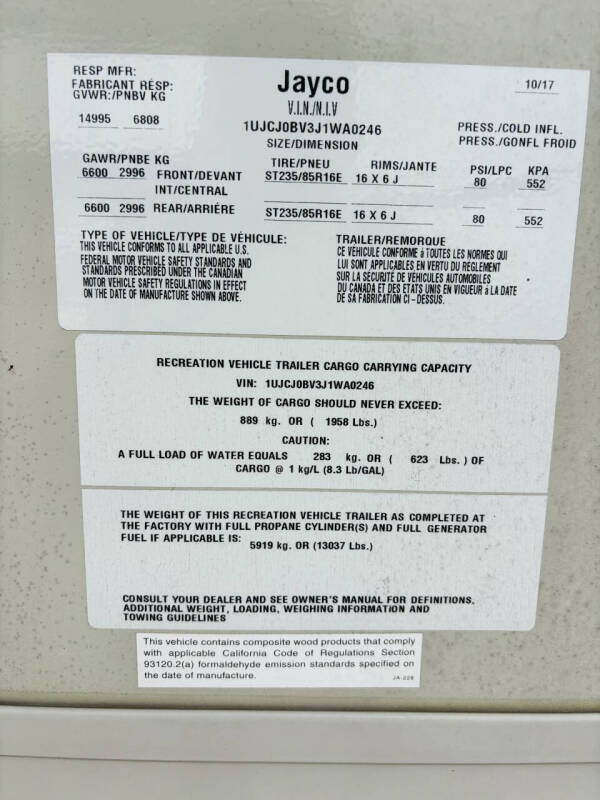 RESP MFR:
FABRICANT RÉSP:
GVWR:/PNBV KG
14995 6808
Jayco
10/17
V.I.N./N.I.V
1UJCJ0BV3J1WA0246
SIZE/DIMENSION
PRESS./COLD INFL.
PRESS./GONFL FROID
GAWR/PNBE KG TIRE/PNEU RIMS/JANTE PSI/LPC KPA
6600 2996 FRONT/DEVANT ST235/85R16E 16 X 6 J 80 552
INT/CENTRAL
6600 2996 REAR/ARRIÈRE ST235/85R16E 16 X 6 J 80 552
TYPE OF VEHICLE/TYPE DE VÉHICULE:
THIS VEHICLE CONFORMS TO ALL APPLICABLE U.S.
FEDERAL MOTOR VEHICLE SAFETY STANDARDS AND
STANDARDS PRESCRIBED UNDER THE CANADIAN
MOTOR VEHICLE SAFETY REGULATIONS IN EFFECT
ON THE DATE OF MANUFACTURE SHOWN ABOVE.
TRAILER/REMORQUE
CE VÉHICULE CONFORME à TOUTES LES NORMES QUI
LUI SONT APPLICABLES EN VERTU DU RÈGLEMENT
SUR LA SÉCURITÉ DE VÉHICULES AUTOMOBILES
DU CANADA ET DES ETATS UNIS EN VIGUEUR à LA DATE
DE SA FABRICATION CI - DESSUS.
RECREATION VEHICLE TRAILER CARGO CARRYING CAPACITY
VIN: 1UJCJ0BV3J1WA0246
THE WEIGHT OF CARGO SHOULD NEVER EXCEED:
889 kg. OR ( 1958 Lbs.)
CAUTION:
A FULL LOAD OF WATER EQUALS 283 kg. OR ( 623 Lbs. ) OF
CARGO @ 1 kg/L (8.3 Lb/GAL)
THE WEIGHT OF THIS RECREATION VEHICLE TRAILER AS COMPLETED AT
THE FACTORY WITH FULL PROPANE CYLINDER(S) AND FULL GENERATOR
FUEL IF APPLICABLE IS: 5919 kg. OR (13037 Lbs.)
CONSULT YOUR DEALER AND SEE OWNER'S MANUAL FOR DEFINITIONS,
ADDITIONAL WEIGHT, LOADING, WEIGHING INFORMATION AND
TOWING GUIDELINES
This vehicle contains composite wood products that comply
with applicable California Code of Regulations Section
93120.2(a) formaldehyde emission standards specified on
the date of manufacture.
JA-228